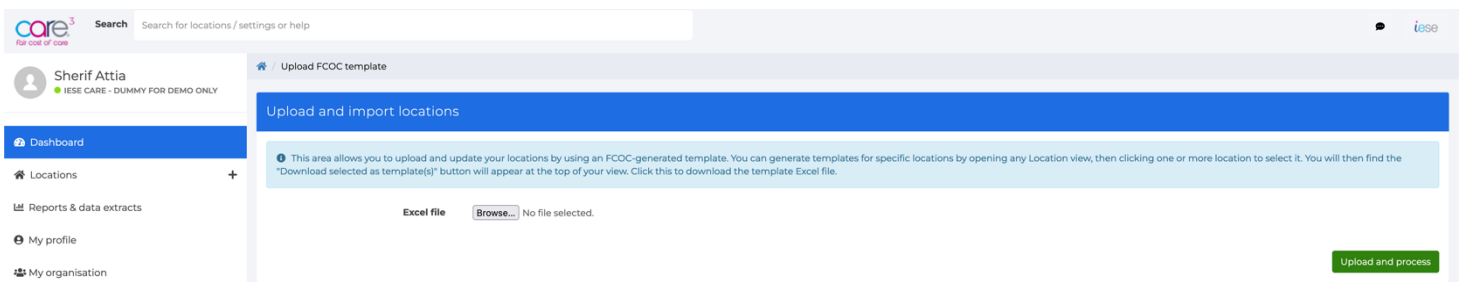 care3
fair cost of care
Search
Search for locations / settings or help
iese
Sherif Attia
IESE CARE - DUMMY FOR DEMO ONLY
/ Upload FCOC template
Upload and import locations
Dashboard
This area allows you to upload and update your locations by using an FCOC-generated template. You can generate templates for specific locations by opening any Location view, then clicking one or more location to select it. You will then find the
"Download selected as template(s)" button will appear at the top of your view. Click this to download the template Excel file.
Locations +
Reports & data extracts
Excel file Browse... No file selected.
My profile
Upload and process
My organisation